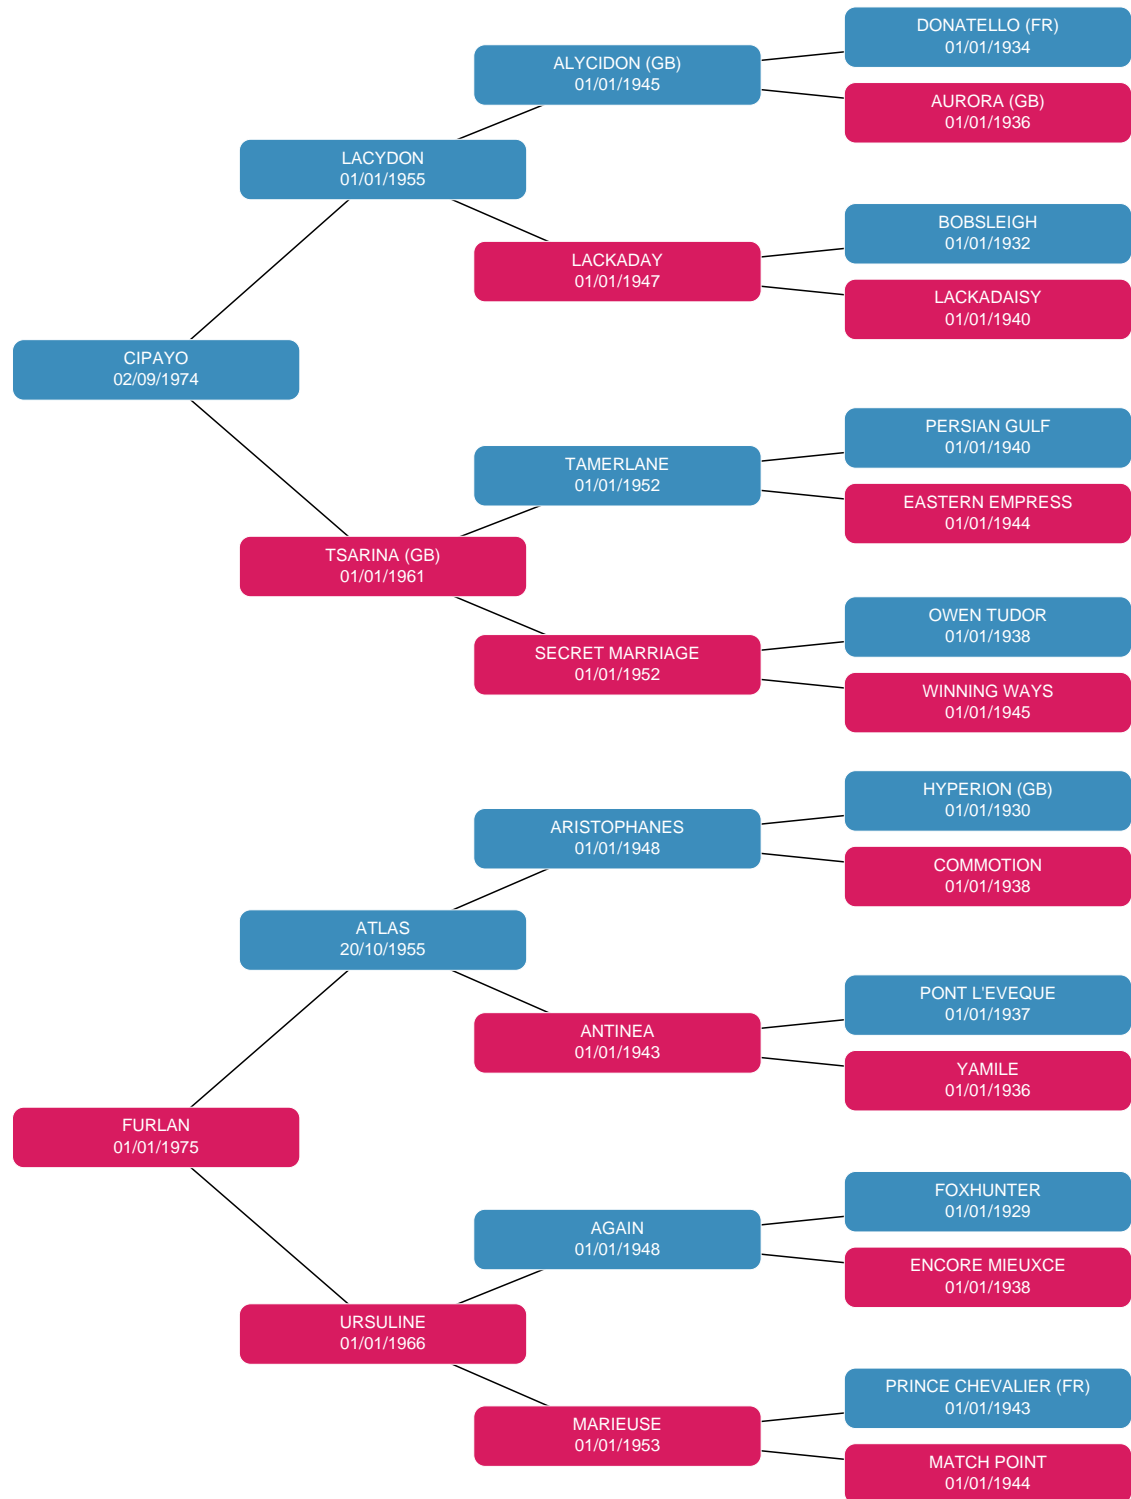 DONATELLO (FR)
01/01/1934
ALYCIDON (GB)
01/01/1945
AURORA (GB)
01/01/1936
LACYDON
01/01/1955
BOBSLEIGH
01/01/1932
LACKADAY
01/01/1947
LACKADAISY
01/01/1940
CIPAYO
02/09/1974
PERSIAN GULF
01/01/1940
TAMERLANE
01/01/1952
EASTERN EMPRESS
01/01/1944
TSARINA (GB)
01/01/1961
OWEN TUDOR
01/01/1938
SECRET MARRIAGE
01/01/1952
WINNING WAYS
01/01/1945
HYPERION (GB)
01/01/1930
ARISTOPHANES
01/01/1948
COMMOTION
01/01/1938
ATLAS
20/10/1955
PONT L'EVEQUE
01/01/1937
ANTINEA
01/01/1943
YAMILE
01/01/1936
FURLAN
01/01/1975
FOXHUNTER
01/01/1929
AGAIN
01/01/1948
ENCORE MIEUXCE
01/01/1938
URSULINE
01/01/1966
PRINCE CHEVALIER (FR)
01/01/1943
MARIEUSE
01/01/1953
MATCH POINT
01/01/1944